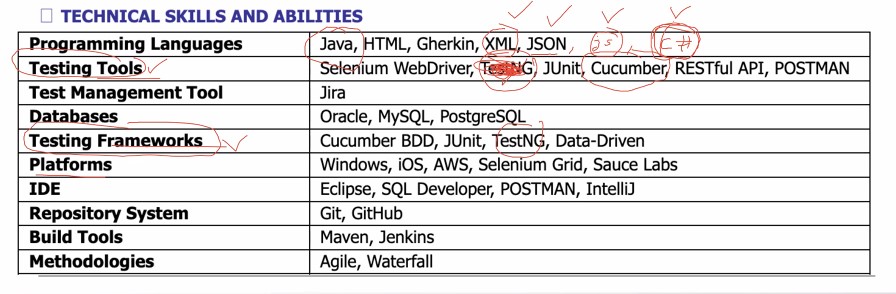 TECHNICAL SKILLS AND ABILITIES
Programming Languages Java, HTML, Gherkin, XML, JSON, JS, C#
Testing Tools Selenium WebDriver, TestNG, JUnit, Cucumber, RESTful API, POSTMAN
Test Management Tool Jira
Databases Oracle, MySQL, PostgreSQL
Testing Frameworks Cucumber BDD, JUnit, TestNG, Data-Driven
Platforms Windows, iOS, AWS, Selenium Grid, Sauce Labs
IDE Eclipse, SQL Developer, POSTMAN, IntelliJ
Repository System Git, GitHub
Build Tools Maven, Jenkins
Methodologies Agile, Waterfall